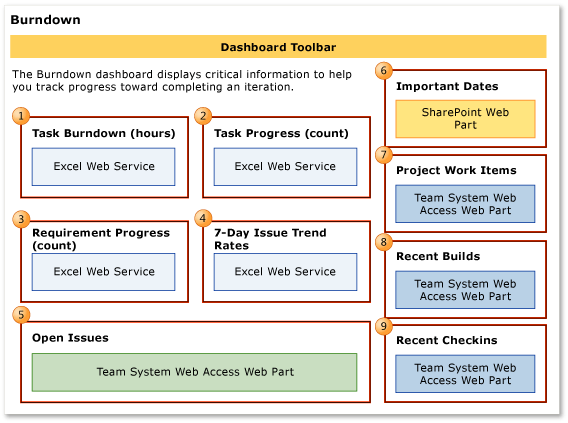 Burndown
Dashboard Toolbar
The Burndown dashboard displays critical information to help
you track progress toward completing an iteration.
1
Task Burndown (hours)
Excel Web Service
2
Task Progress (count)
Excel Web Service
3
Requirement Progress
(count)
Excel Web Service
4
7-Day Issue Trend
Rates
Excel Web Service
5
Open Issues
Team System Web Access Web Part
6
Important Dates
SharePoint Web
Part
7
Project Work Items
Team System Web
Access Web Part
8
Recent Builds
Team System Web
Access Web Part
9
Recent Checkins
Team System Web
Access Web Part